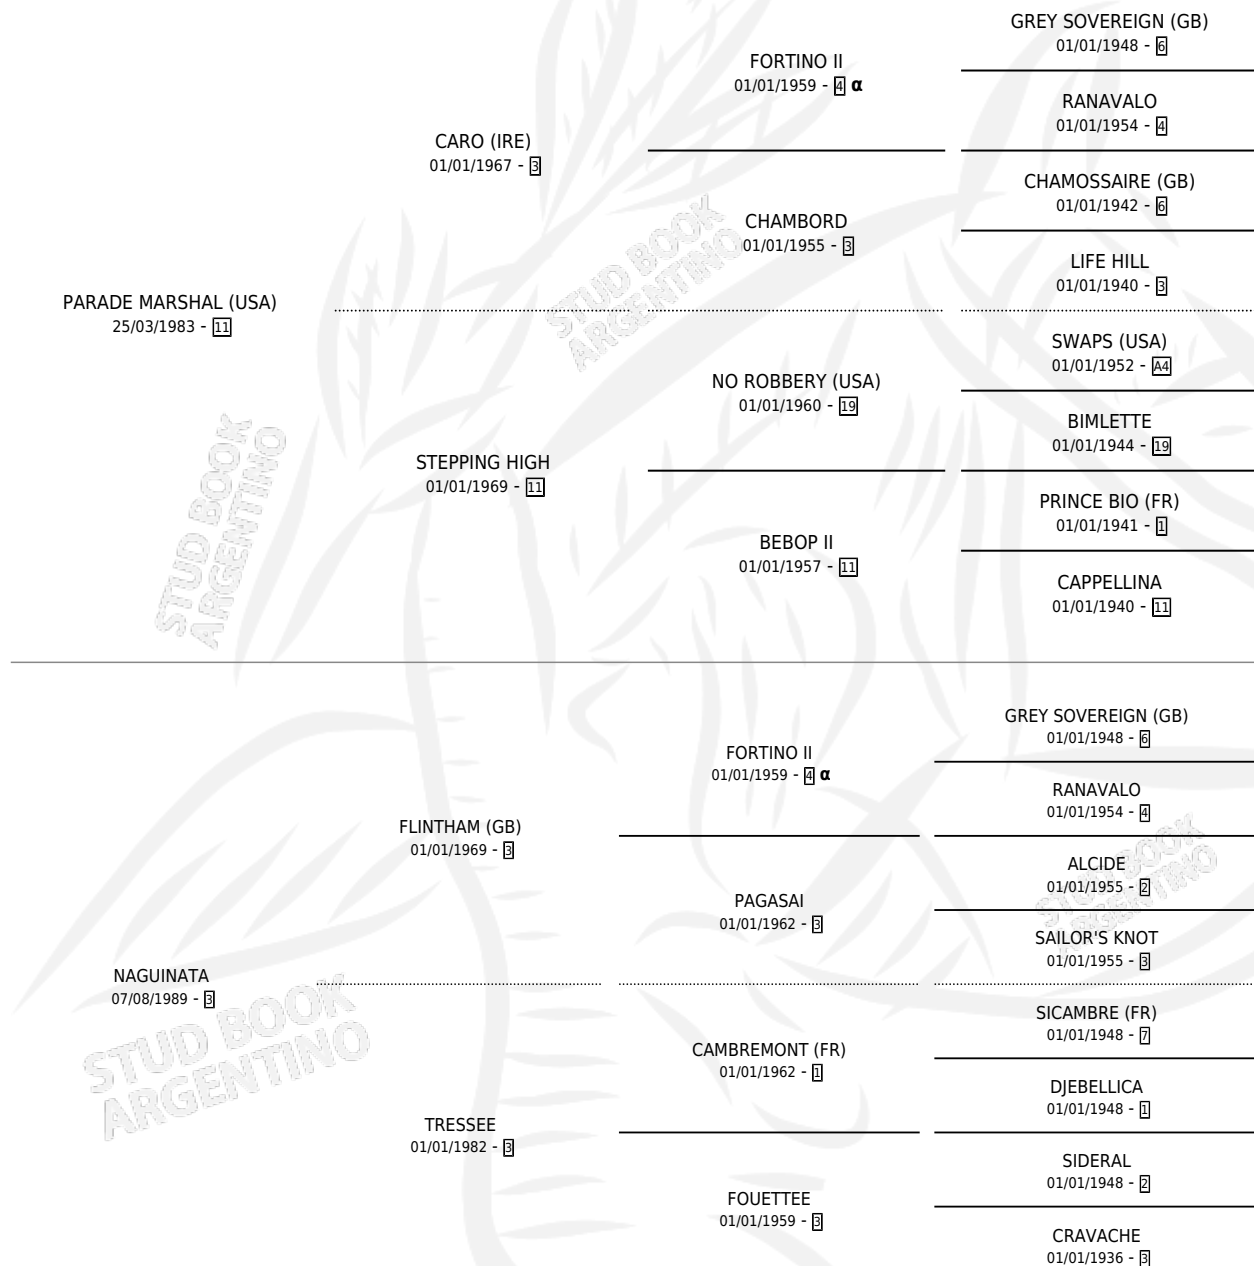 GREY SOVEREIGN (GB)
01/01/1948 - 6
FORTINO II
01/01/1959 - 4 α
RANAVALO
01/01/1954 - 4
CARO (IRE)
01/01/1967 - 3
CHAMOSSAIRE (GB)
01/01/1942 - 6
CHAMBORD
01/01/1955 - 3
LIFE HILL
01/01/1940 - 3
PARADE MARSHAL (USA)
25/03/1983 - 11
SWAPS (USA)
01/01/1952 - A4
NO ROBBERY (USA)
01/01/1960 - 19
BIMLETTE
01/01/1944 - 19
STEPPING HIGH
01/01/1969 - 11
PRINCE BIO (FR)
01/01/1941 - 1
BEBOP II
01/01/1957 - 11
CAPPELLINA
01/01/1940 - 11
GREY SOVEREIGN (GB)
01/01/1948 - 6
FORTINO II
01/01/1959 - 4 α
RANAVALO
01/01/1954 - 4
FLINTHAM (GB)
01/01/1969 - 3
ALCIDE
01/01/1955 - 2
PAGASAI
01/01/1962 - 3
SAILOR'S KNOT
01/01/1955 - 3
NAGUINATA
07/08/1989 - 3
SICAMBRE (FR)
01/01/1948 - 7
CAMBREMONT (FR)
01/01/1962 - 1
DJEBELLICA
01/01/1948 - 1
TRESSEE
01/01/1982 - 3
SIDERAL
01/01/1948 - 2
FOUETTEE
01/01/1959 - 3
CRAVACHE
01/01/1936 - 3
STUD BOOK
ARGENTINO
STUD BOOK
ARGENTINO
STUD BOOK
ARGENTINO
STUD BOOK
ARGENTINO